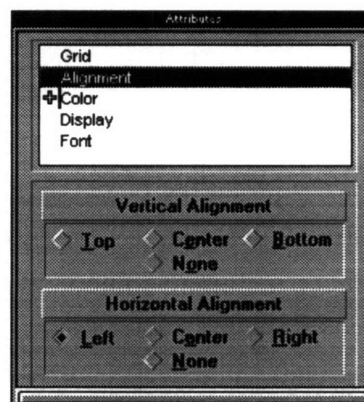 Attributes
Grid
Alignment
Color
Display
Font
Vertical Alignment
Top Center Bottom
None
Horizontal Alignment
Left Center Right
None